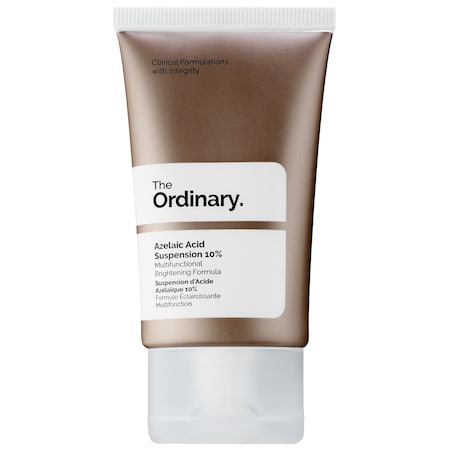 Clinical Formulations
with Integrity
The
Ordinary.
Azelaic Acid
Suspension 10%
Multifunctional
Brightening Formula
Suspension d'Acide
Azélaïque 10%
Formule Éclaircissante
Multifonction